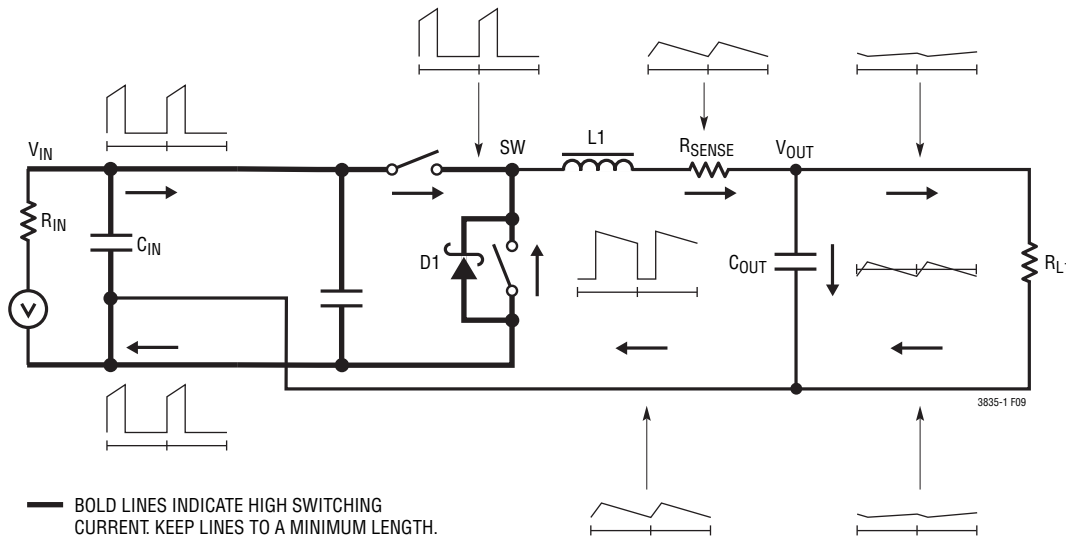 VIN
SW
L1
RSENSE
VOUT
RIN
CIN
D1
COUT
RL1
V
3835-1 F09
BOLD LINES INDICATE HIGH SWITCHING
CURRENT. KEEP LINES TO A MINIMUM LENGTH.